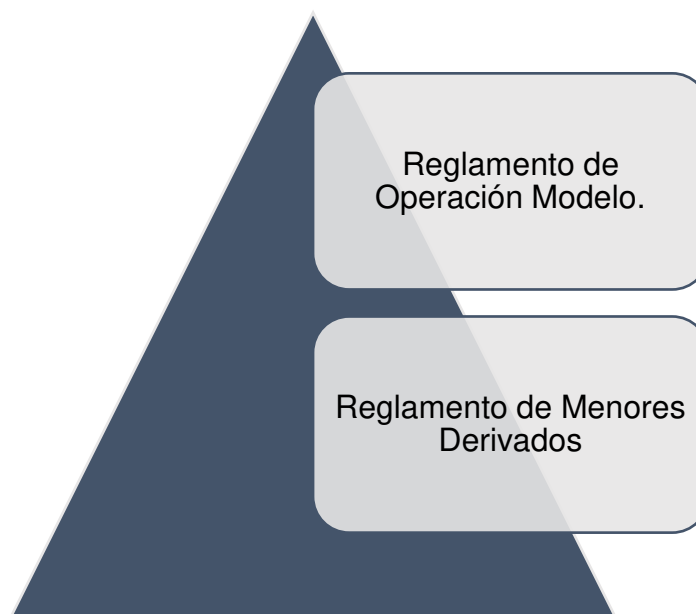 Reglamento de
Operación Modelo.
Reglamento de Menores
Derivados